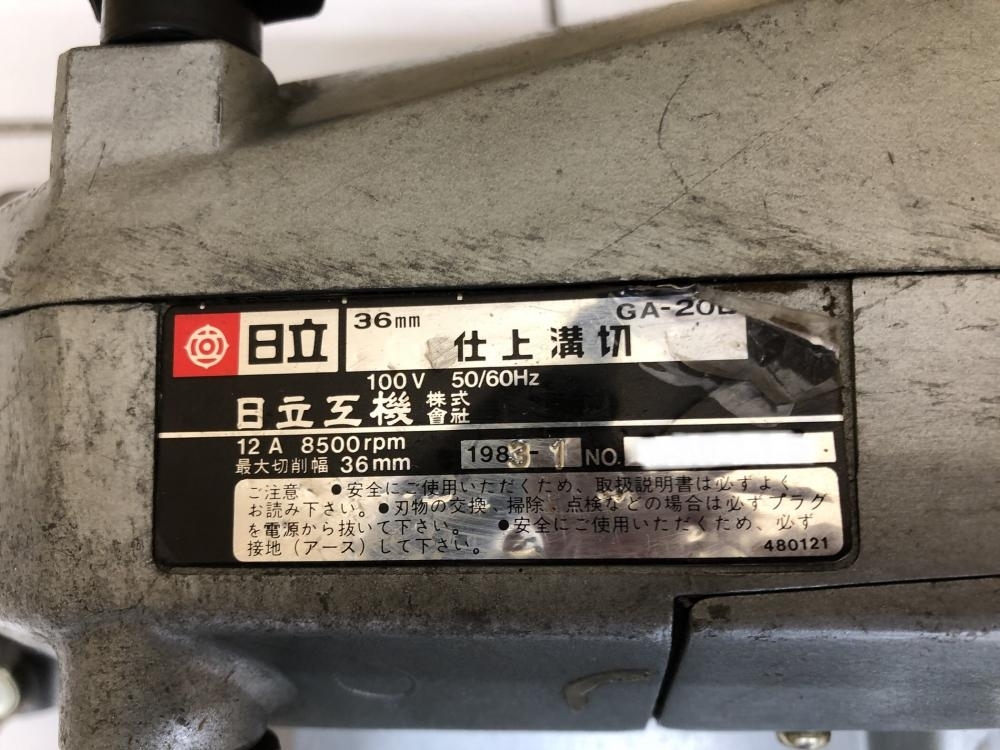 日立
36mm
GA-20B
仕上溝切
100V 50/60Hz
日立工機 株式會社
12A 8500rpm
最大切削幅 36mm
1983-1 NO.
ご注意 ●安全にご使用いただくため、取扱説明書は必ずよく
お読み下さい。●刃物の交換、掃除、点検などの場合は必ずプラグ
を電源から抜いて下さい。 ●安全にご使用いただくため、必ず
接地(アース)して下さい。
480121